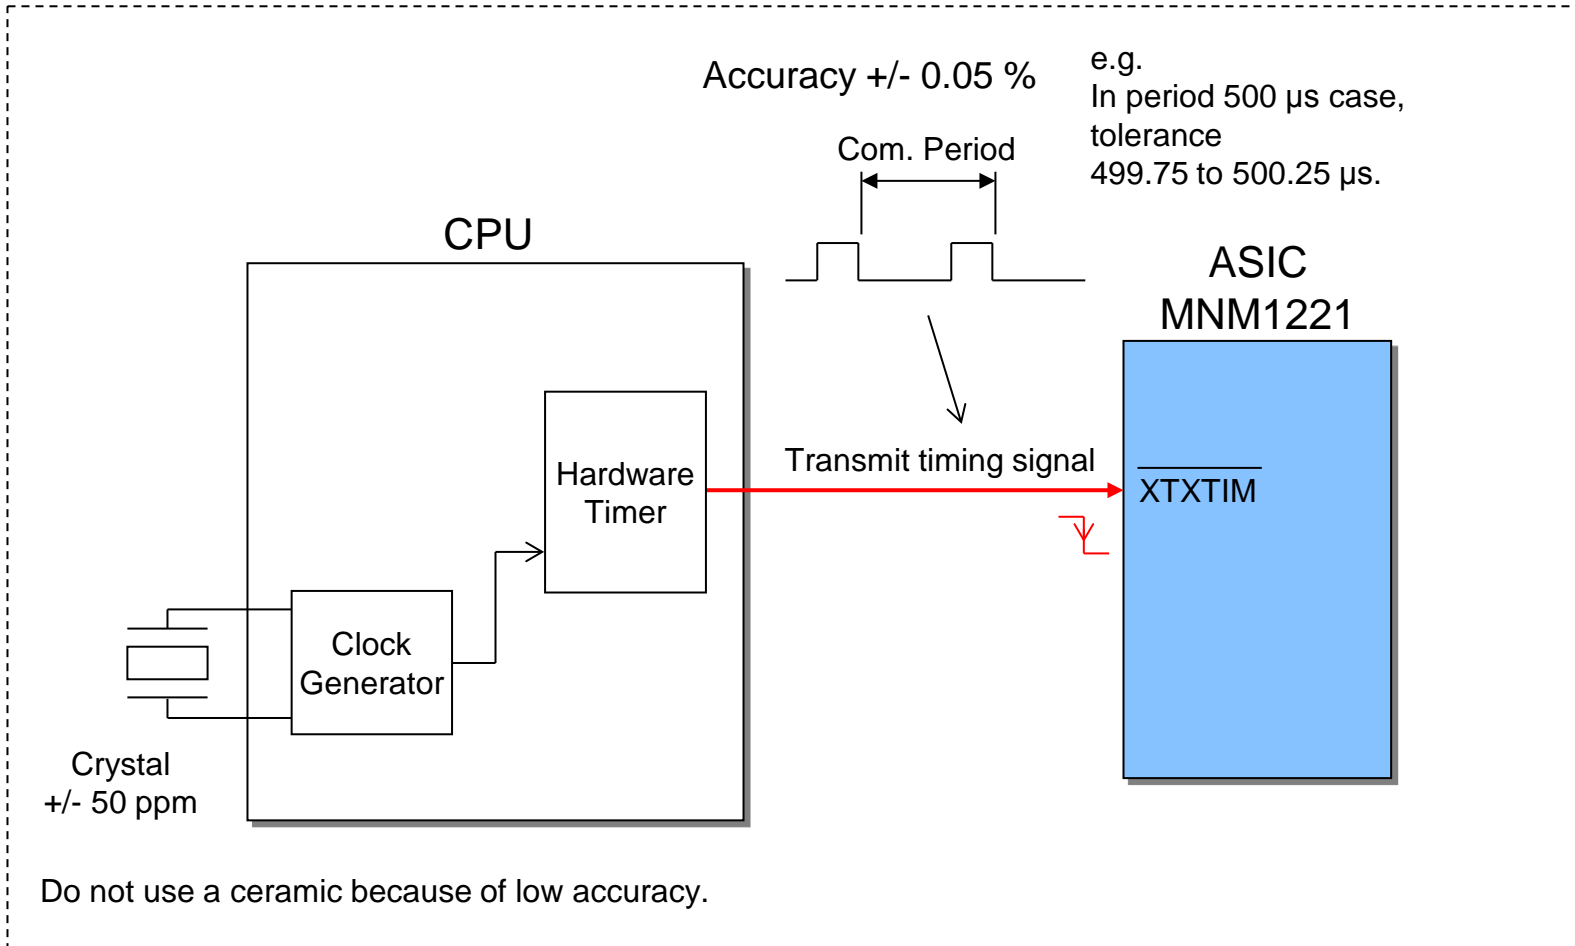 Accuracy +/- 0.05 %
e.g.
In period 500 µs case,
tolerance
499.75 to 500.25 µs.
Com. Period
CPU
ASIC
MNM1221
Hardware
Timer
Transmit timing signal
XTXTIM
Clock
Generator
Crystal
+/- 50 ppm
Do not use a ceramic because of low accuracy.